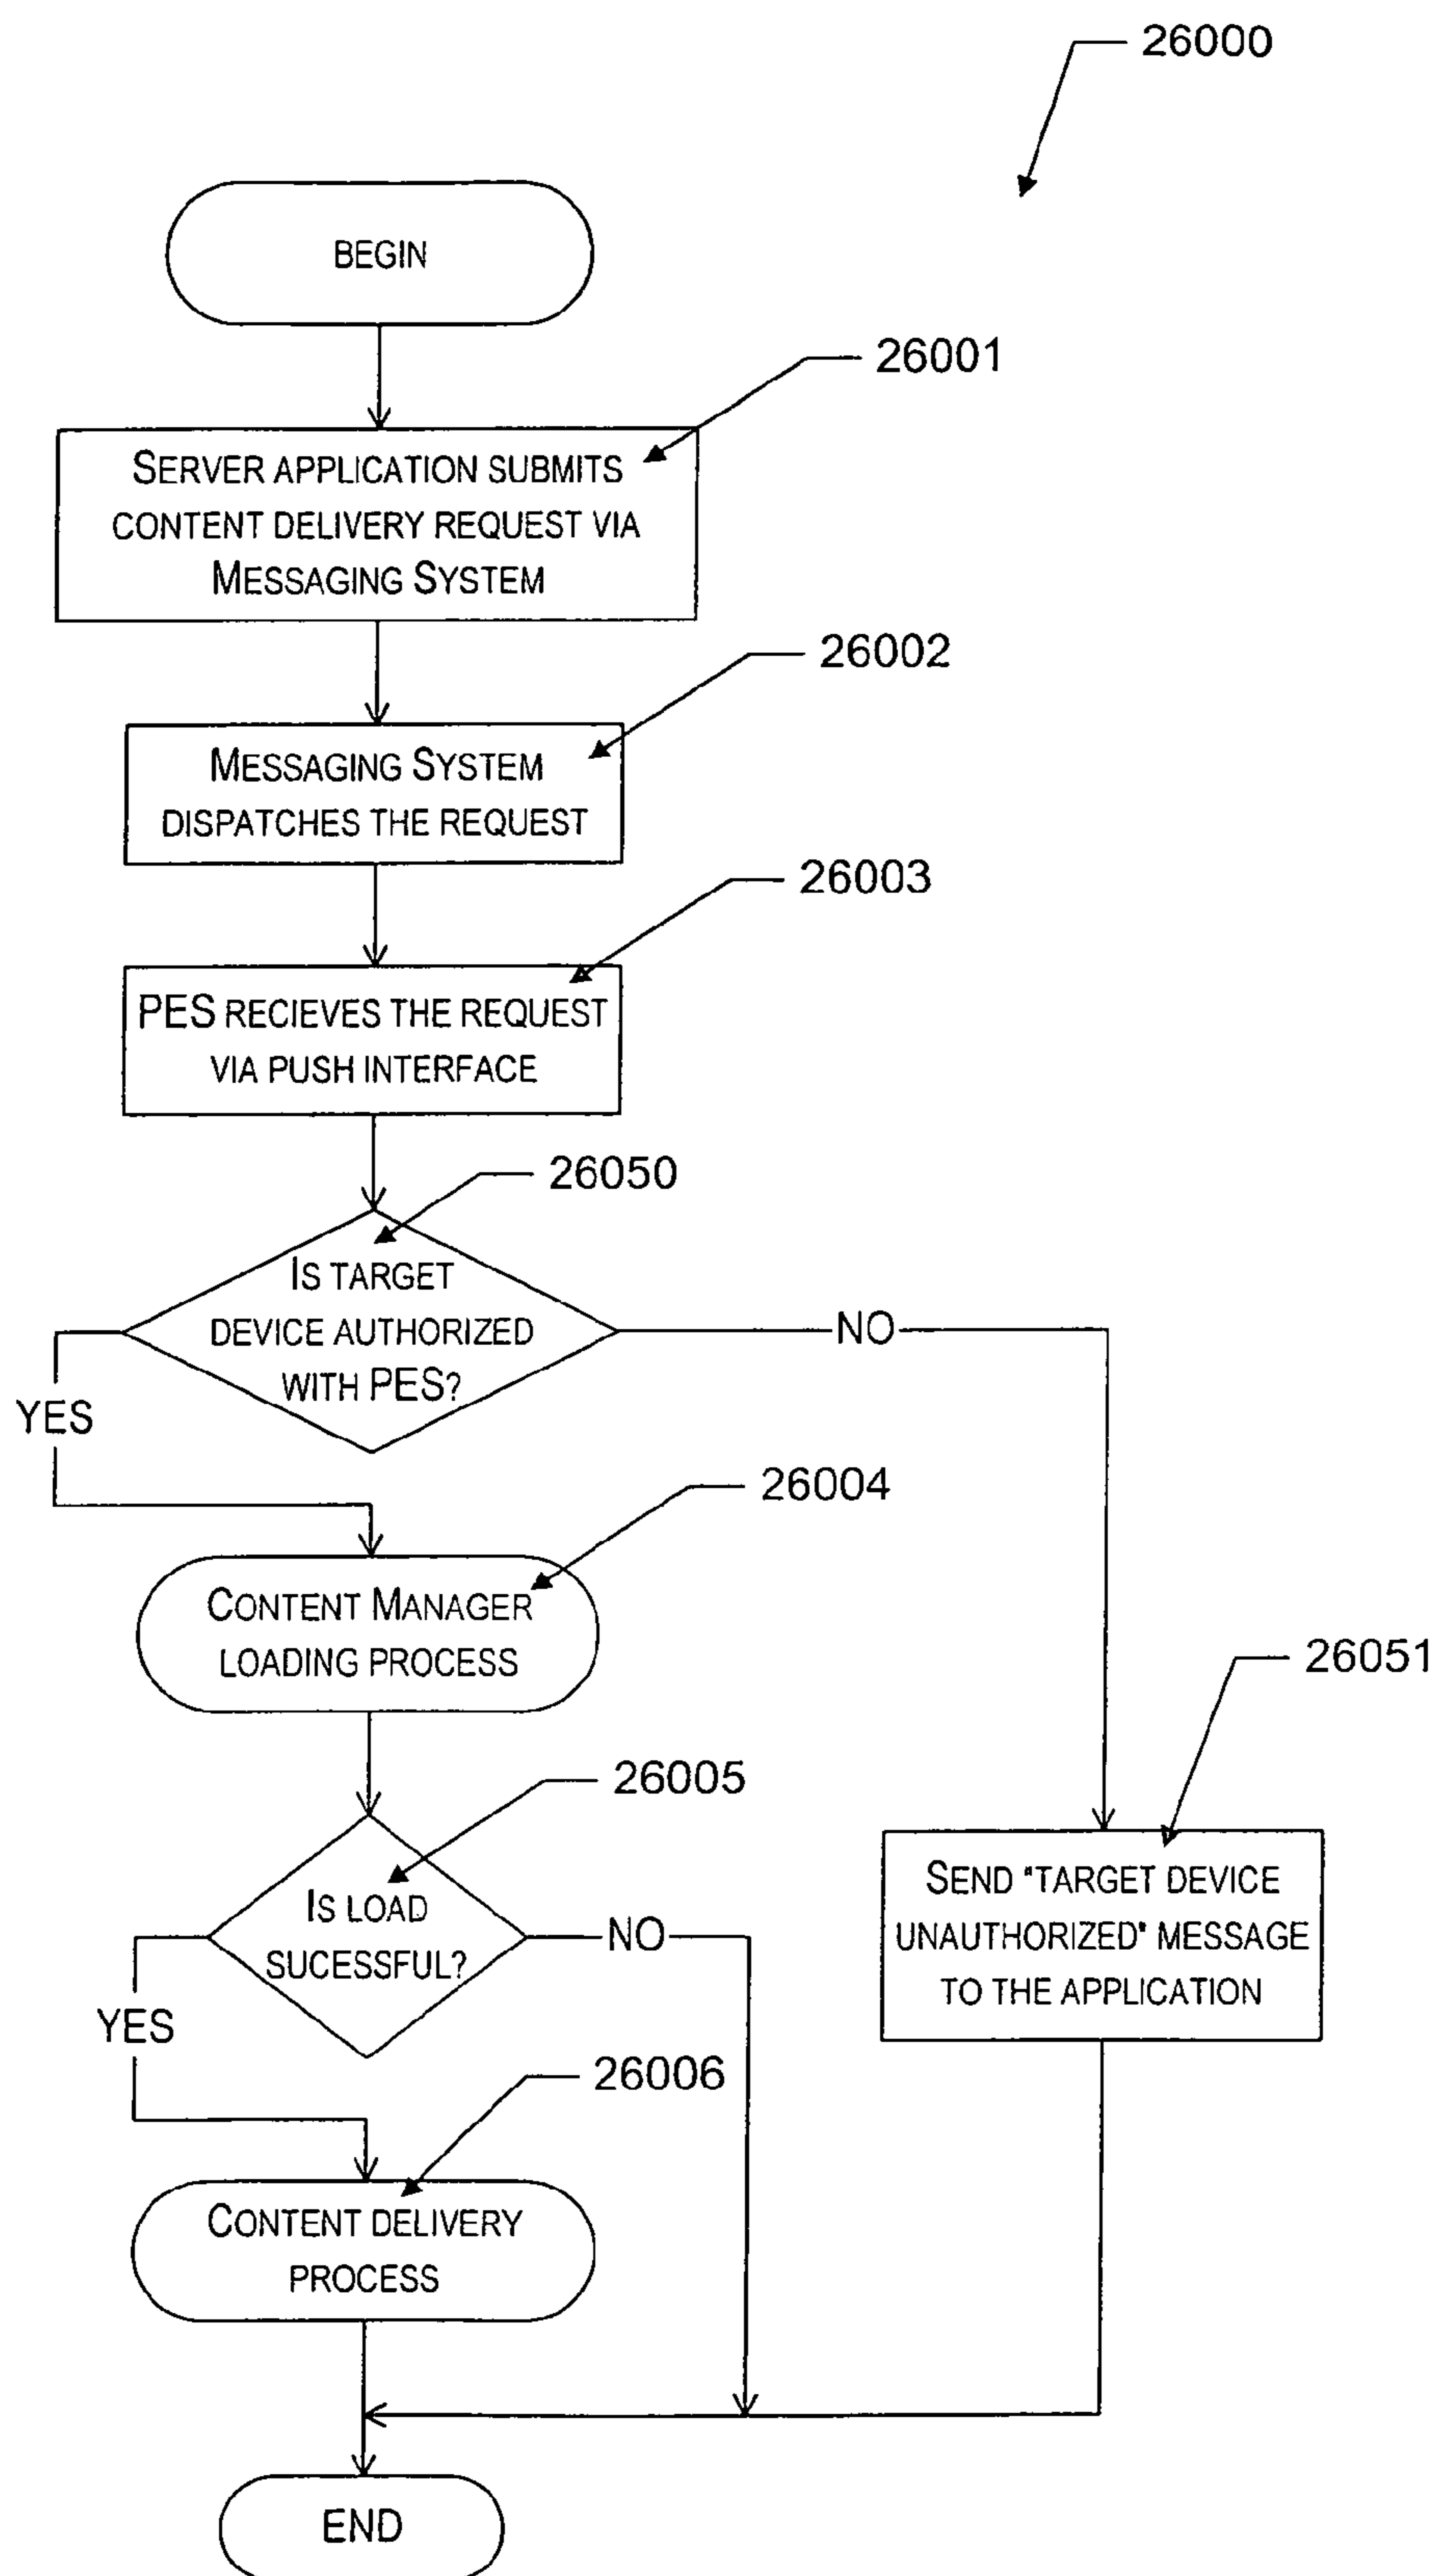 26000
BEGIN
26001
SERVER APPLICATION SUBMITS
CONTENT DELIVERY REQUEST VIA
MESSAGING SYSTEM
26002
MESSAGING SYSTEM
DISPATCHES THE REQUEST
26003
PES RECIEVES THE REQUEST
VIA PUSH INTERFACE
26050
IS TARGET
DEVICE AUTHORIZED
WITH PES?
NO
YES
26004
CONTENT MANAGER
LOADING PROCESS
26051
SEND "TARGET DEVICE
UNAUTHORIZED" MESSAGE
TO THE APPLICATION
26005
IS LOAD
SUCESSFUL?
NO
YES
26006
CONTENT DELIVERY
PROCESS
END